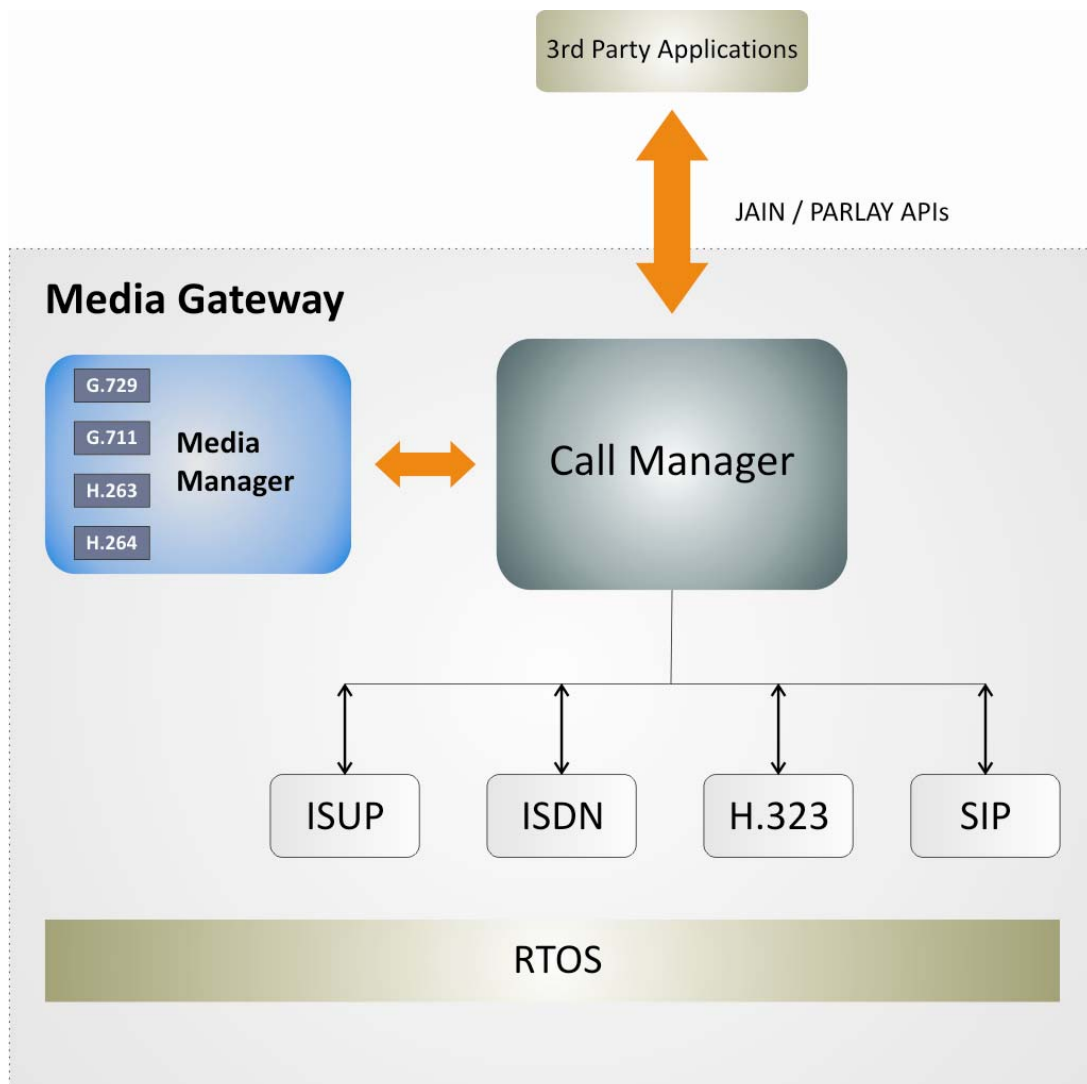 3rd Party Applications
JAIN / PARLAY APIs
Media Gateway
G.729
G.711
H.263
H.264
Media
Manager
Call Manager
ISUP
ISDN
H.323
SIP
RTOS